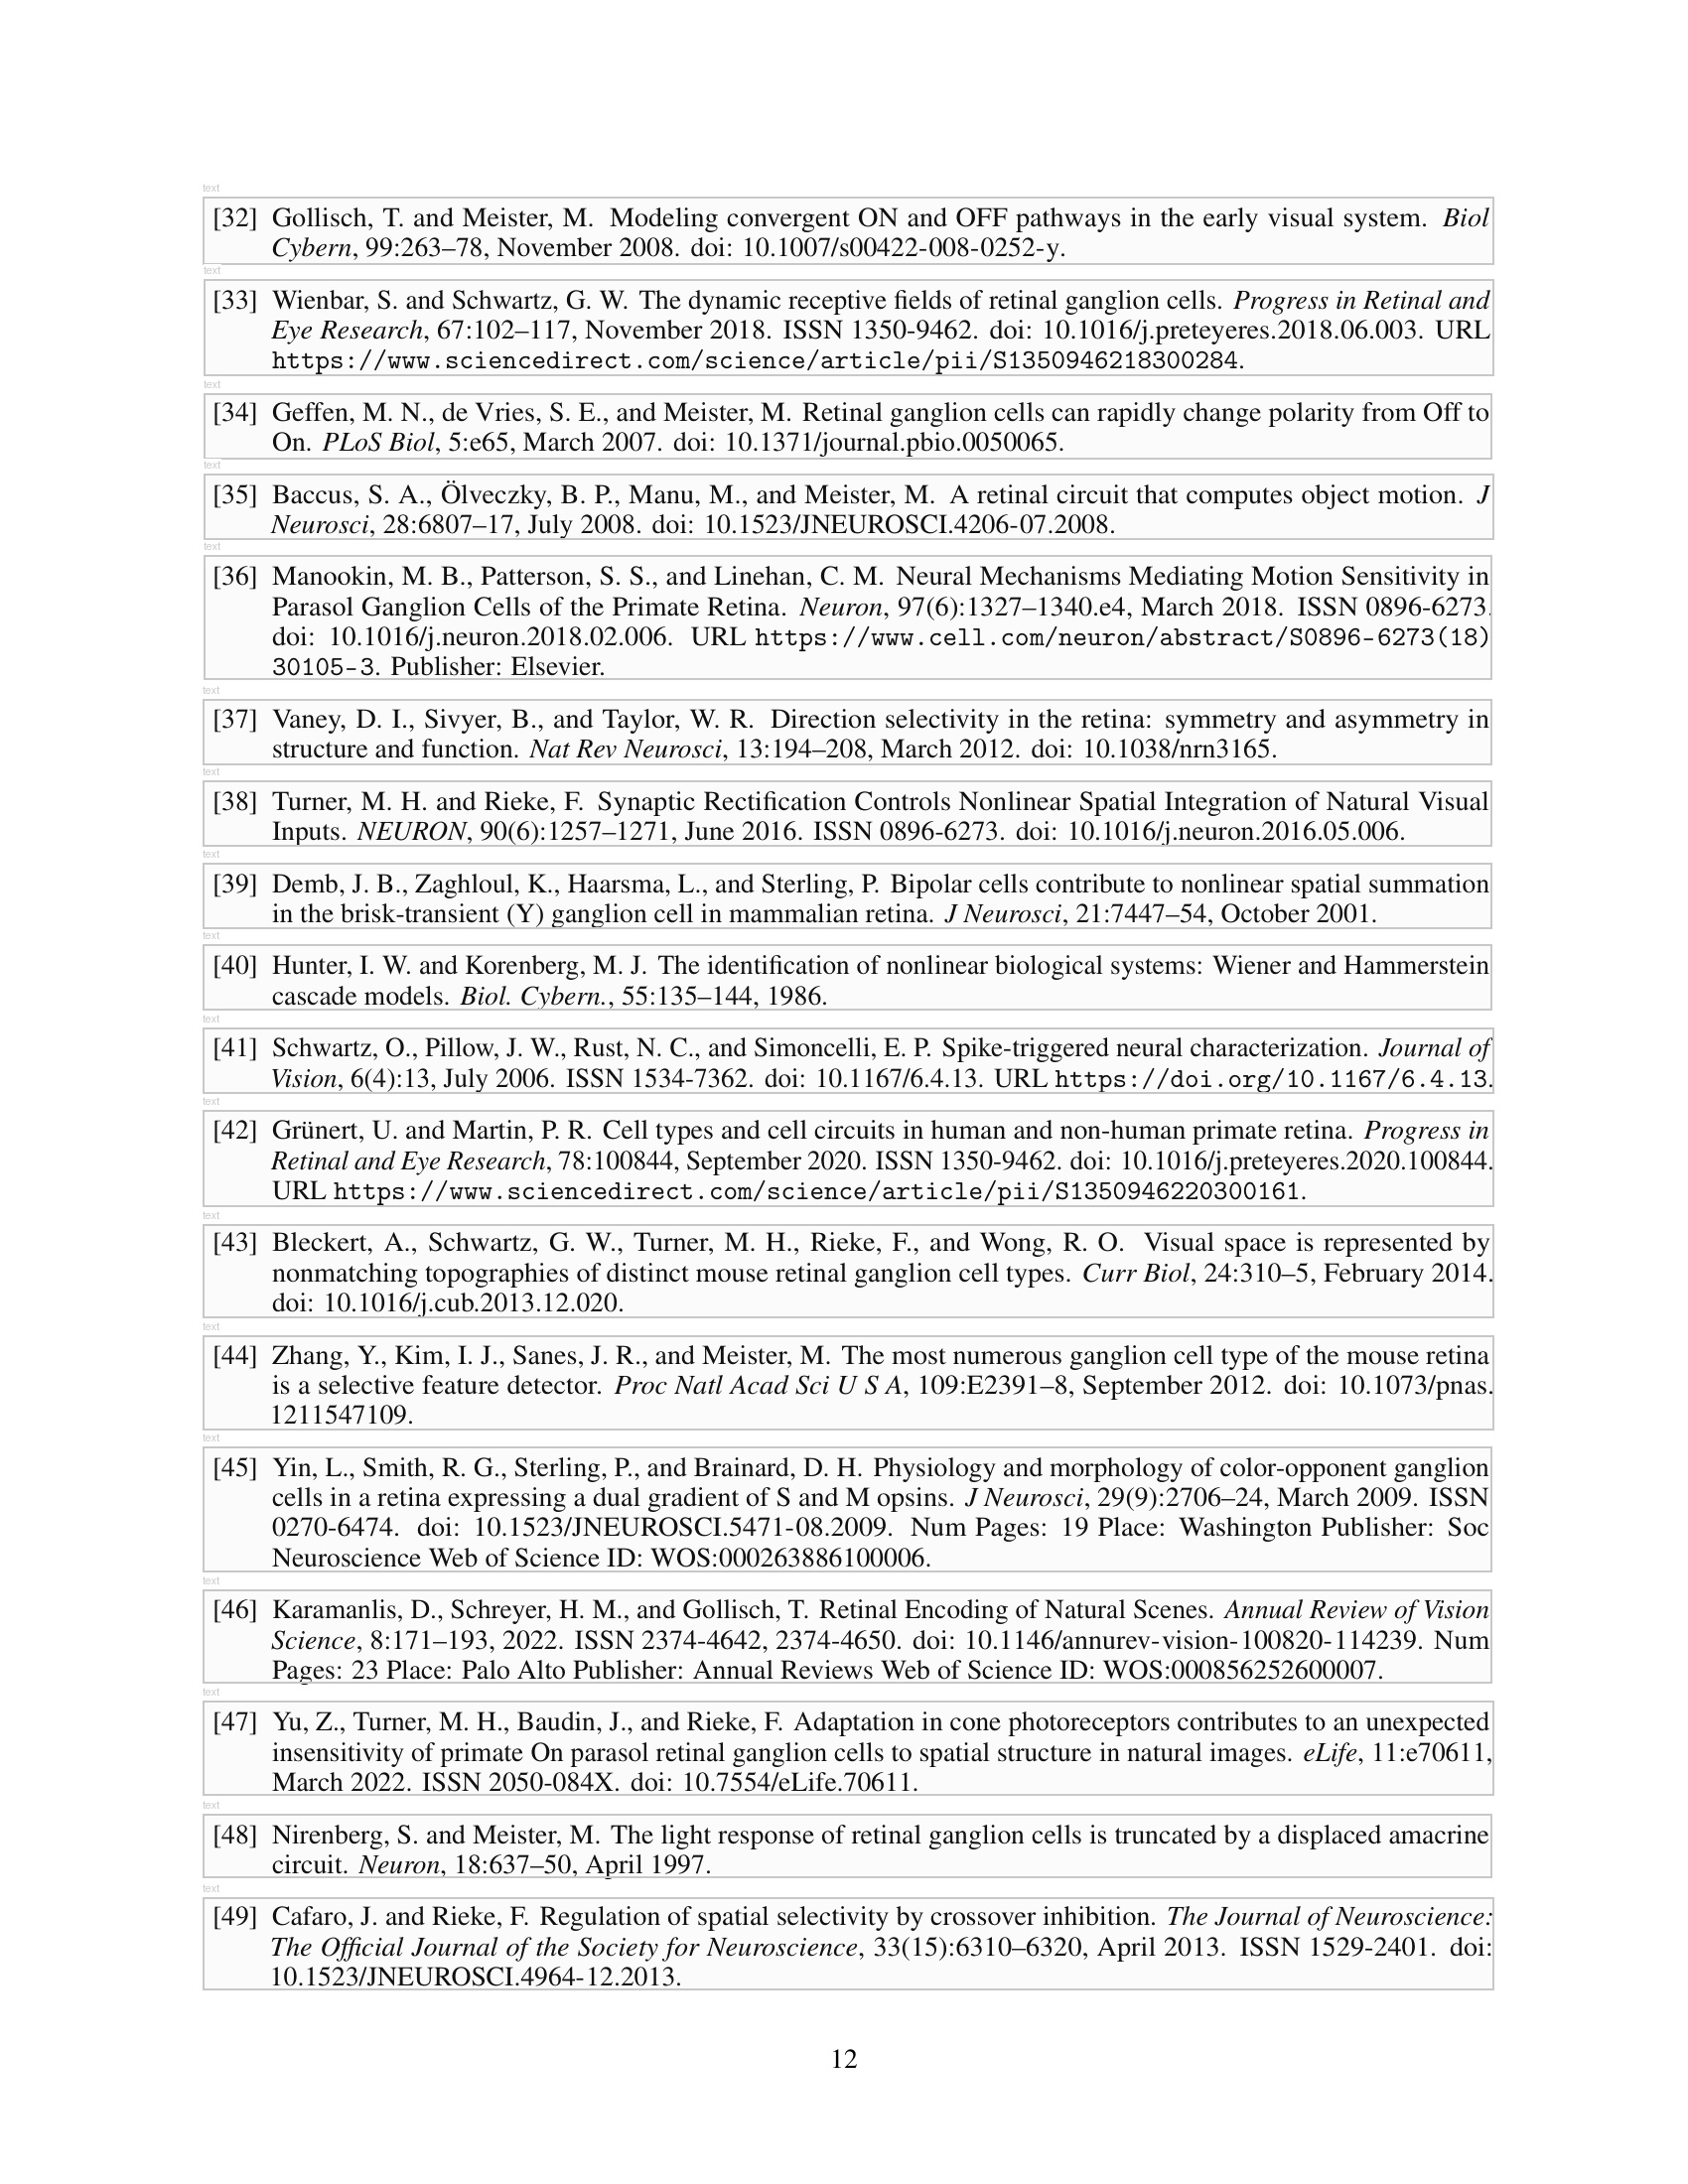 text
[32] Gollisch, T. and Meister, M. Modeling convergent ON and OFF pathways in the early visual system. Biol
Cybern, 99:263–78, November 2008. doi: 10.1007/s00422-008-0252-y.
text
[33] Wienbar, S. and Schwartz, G. W. The dynamic receptive fields of retinal ganglion cells. Progress in Retinal and
Eye Research, 67:102–117, November 2018. ISSN 1350-9462. doi: 10.1016/j.preteyeres.2018.06.003. URL
https://www.sciencedirect.com/science/article/pii/S1350946218300284.
text
[34] Geffen, M. N., de Vries, S. E., and Meister, M. Retinal ganglion cells can rapidly change polarity from Off to
On. PLoS Biol, 5:e65, March 2007. doi: 10.1371/journal.pbio.0050065.
text
[35] Baccus, S. A., Ölveczky, B. P., Manu, M., and Meister, M. A retinal circuit that computes object motion. J
Neurosci, 28:6807–17, July 2008. doi: 10.1523/JNEUROSCI.4206-07.2008.
text
[36] Manookin, M. B., Patterson, S. S., and Linehan, C. M. Neural Mechanisms Mediating Motion Sensitivity in
Parasol Ganglion Cells of the Primate Retina. Neuron, 97(6):1327–1340.e4, March 2018. ISSN 0896-6273.
doi: 10.1016/j.neuron.2018.02.006. URL https://www.cell.com/neuron/abstract/S0896-6273(18)
30105-3. Publisher: Elsevier.
text
[37] Vaney, D. I., Sivyer, B., and Taylor, W. R. Direction selectivity in the retina: symmetry and asymmetry in
structure and function. Nat Rev Neurosci, 13:194–208, March 2012. doi: 10.1038/nrn3165.
text
[38] Turner, M. H. and Rieke, F. Synaptic Rectification Controls Nonlinear Spatial Integration of Natural Visual
Inputs. NEURON, 90(6):1257–1271, June 2016. ISSN 0896-6273. doi: 10.1016/j.neuron.2016.05.006.
text
[39] Demb, J. B., Zaghloul, K., Haarsma, L., and Sterling, P. Bipolar cells contribute to nonlinear spatial summation
in the brisk-transient (Y) ganglion cell in mammalian retina. J Neurosci, 21:7447–54, October 2001.
text
[40] Hunter, I. W. and Korenberg, M. J. The identification of nonlinear biological systems: Wiener and Hammerstein
cascade models. Biol. Cybern., 55:135–144, 1986.
text
[41] Schwartz, O., Pillow, J. W., Rust, N. C., and Simoncelli, E. P. Spike-triggered neural characterization. Journal of
Vision, 6(4):13, July 2006. ISSN 1534-7362. doi: 10.1167/6.4.13. URL https://doi.org/10.1167/6.4.13.
text
[42] Grünert, U. and Martin, P. R. Cell types and cell circuits in human and non-human primate retina. Progress in
Retinal and Eye Research, 78:100844, September 2020. ISSN 1350-9462. doi: 10.1016/j.preteyeres.2020.100844.
URL https://www.sciencedirect.com/science/article/pii/S1350946220300161.
text
[43] Bleckert, A., Schwartz, G. W., Turner, M. H., Rieke, F., and Wong, R. O. Visual space is represented by
nonmatching topographies of distinct mouse retinal ganglion cell types. Curr Biol, 24:310–5, February 2014.
doi: 10.1016/j.cub.2013.12.020.
text
[44] Zhang, Y., Kim, I. J., Sanes, J. R., and Meister, M. The most numerous ganglion cell type of the mouse retina
is a selective feature detector. Proc Natl Acad Sci U S A, 109:E2391–8, September 2012. doi: 10.1073/pnas.
1211547109.
text
[45] Yin, L., Smith, R. G., Sterling, P., and Brainard, D. H. Physiology and morphology of color-opponent ganglion
cells in a retina expressing a dual gradient of S and M opsins. J Neurosci, 29(9):2706–24, March 2009. ISSN
0270-6474. doi: 10.1523/JNEUROSCI.5471-08.2009. Num Pages: 19 Place: Washington Publisher: Soc
Neuroscience Web of Science ID: WOS:000263886100006.
text
[46] Karamanlis, D., Schreyer, H. M., and Gollisch, T. Retinal Encoding of Natural Scenes. Annual Review of Vision
Science, 8:171–193, 2022. ISSN 2374-4642, 2374-4650. doi: 10.1146/annurev-vision-100820-114239. Num
Pages: 23 Place: Palo Alto Publisher: Annual Reviews Web of Science ID: WOS:000856252600007.
text
[47] Yu, Z., Turner, M. H., Baudin, J., and Rieke, F. Adaptation in cone photoreceptors contributes to an unexpected
insensitivity of primate On parasol retinal ganglion cells to spatial structure in natural images. eLife, 11:e70611,
March 2022. ISSN 2050-084X. doi: 10.7554/eLife.70611.
text
[48] Nirenberg, S. and Meister, M. The light response of retinal ganglion cells is truncated by a displaced amacrine
circuit. Neuron, 18:637–50, April 1997.
text
[49] Cafaro, J. and Rieke, F. Regulation of spatial selectivity by crossover inhibition. The Journal of Neuroscience:
The Official Journal of the Society for Neuroscience, 33(15):6310–6320, April 2013. ISSN 1529-2401. doi:
10.1523/JNEUROSCI.4964-12.2013.
12